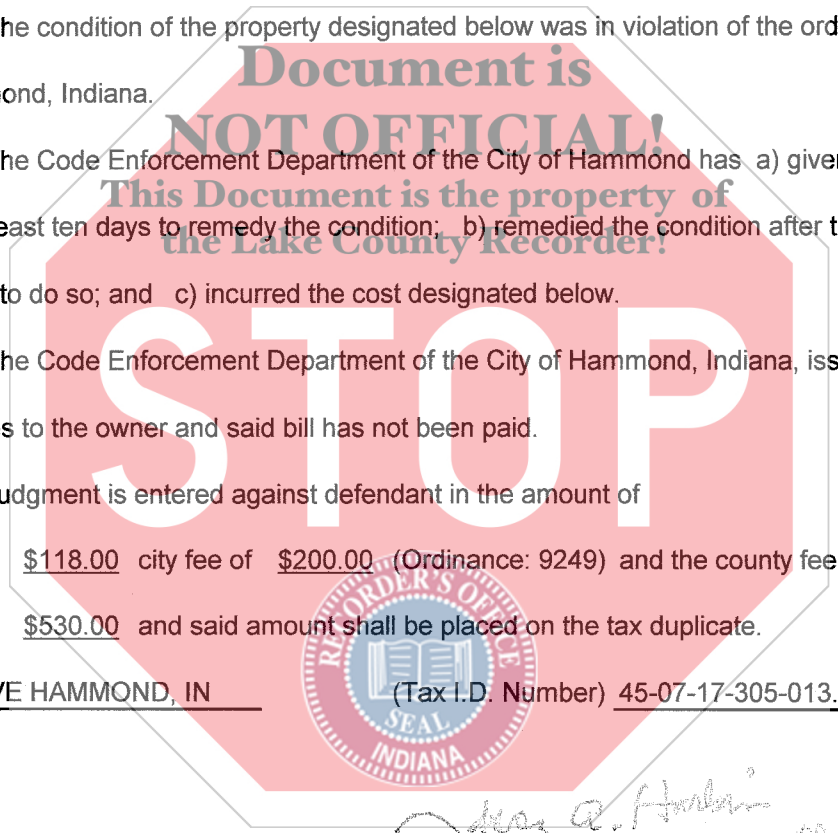 he condition of the property designated below was in violation of the ord
Document is
ond, Indiana.
NOT OFFICIAL!
he Code Enforcement Department of the City of Hammond has a) give
This Document is the property of
east ten days to remedy the condition; b) remedied the condition after t
the Lake County Recorder!
to do so; and c) incurred the cost designated below.
STOP
he Code Enforcement Department of the City of Hammond, Indiana, iss
s to the owner and said bill has not been paid.
udgment is entered against defendant in the amount of
$118.00 city fee of $200.00 (Ordinance: 9249) and the county fee
$530.00 and said amount shall be placed on the tax duplicate.
VE HAMMOND, IN (Tax I.D. Number) 45-07-17-305-013.
RECORDER'S OFFICE
SEAL
INDIANA